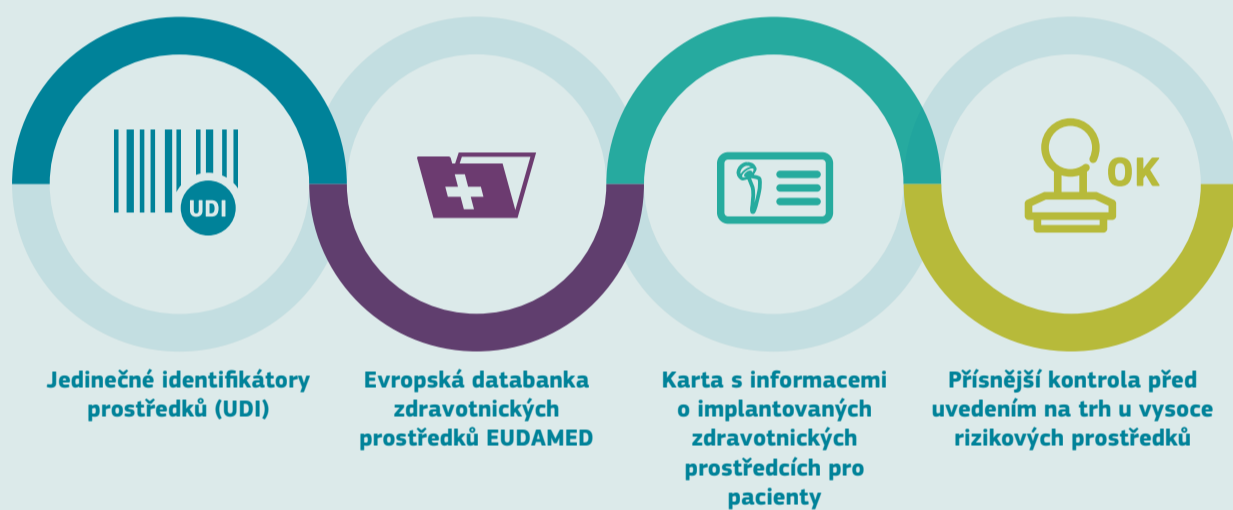 UDI
OK
Jedinečné identifikátory
prostředků (UDI)
Evropská databanka
zdravotnických
prostředků EUDAMED
Karta s informacemi
o implantovaných
zdravotnických
prostředcích pro
pacienty
Přísnější kontrola před
uvedením na trh u vysoce
rizikových prostředků